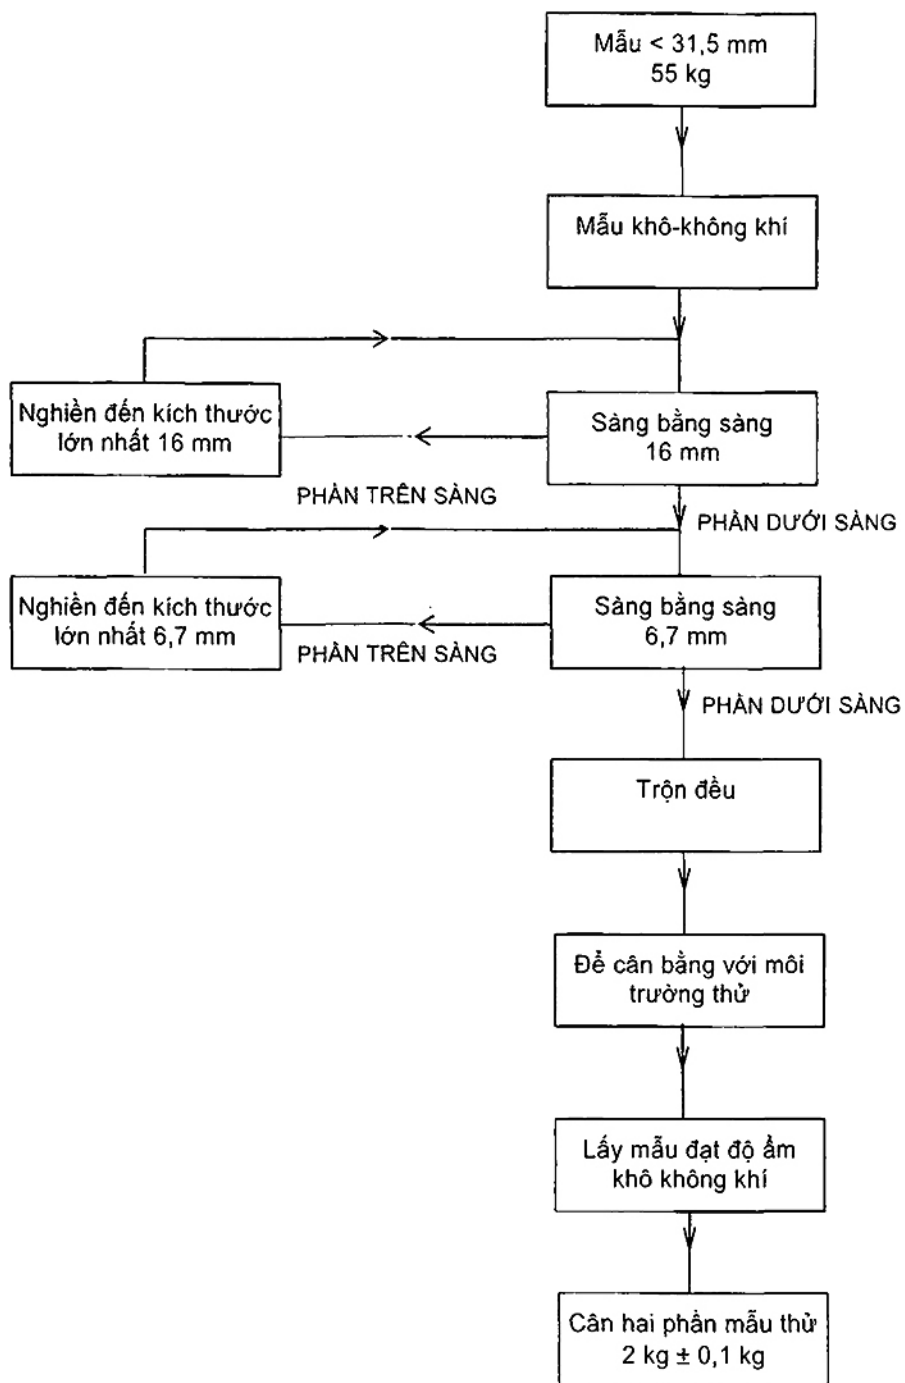 Mẫu < 31,5 mm
55 kg
Mẫu khô-không khí
Nghiền đến kích thước
lớn nhất 16 mm
Sàng bằng sàng
16 mm
PHẦN TRÊN SÀNG
PHẦN DƯỚI SÀNG
Nghiền đến kích thước
lớn nhất 6,7 mm
Sàng bằng sàng
6,7 mm
PHẦN TRÊN SÀNG
PHẦN DƯỚI SÀNG
Trộn đều
Để cân bằng với môi
trường thử
Lấy mẫu đạt độ ẩm
khô không khí
Cân hai phần mẫu thử
2 kg ± 0,1 kg